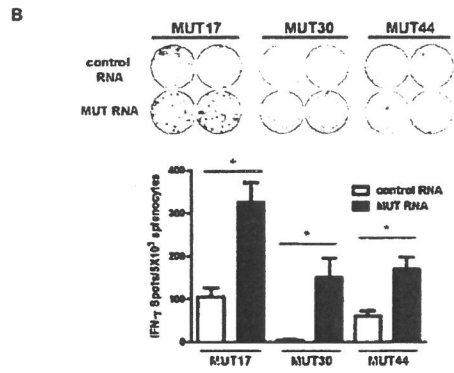 B
MUT17 MUT30 MUT44
control
RNA
MUT RNA
IFN-γ Spots/5X10⁵ splenocytes
400
300
200
100
0
control RNA
MUT RNA
* * *
MUT17 MUT30 MUT44